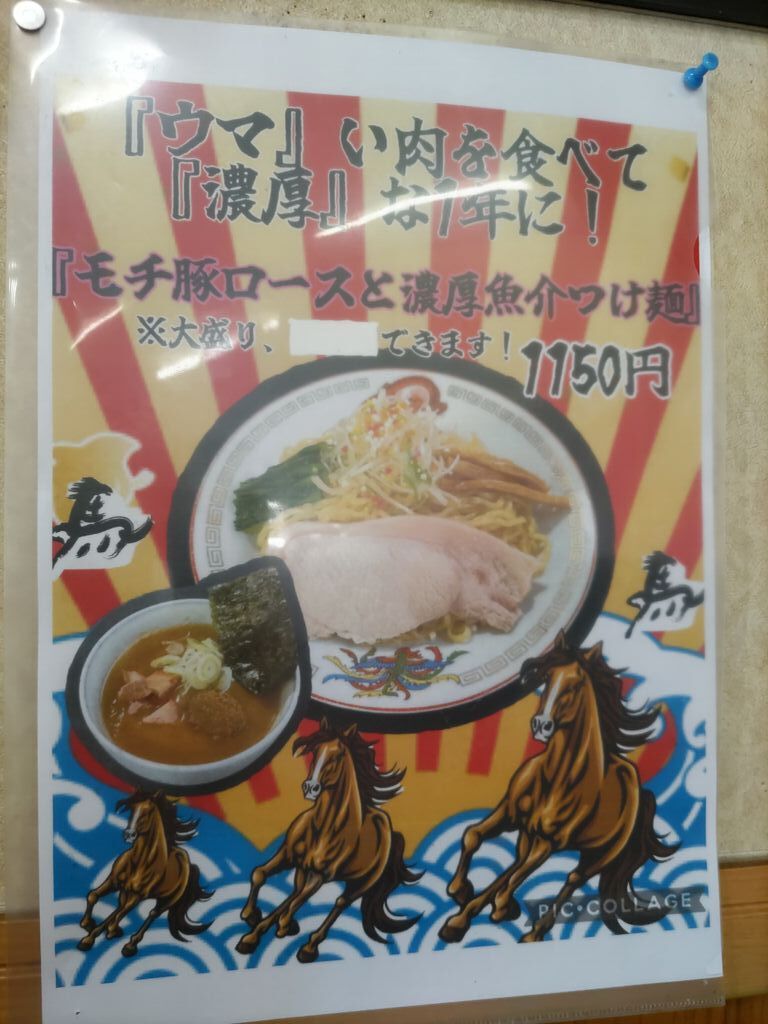 『ウマ』い肉を食べて
『濃厚』な1年に!
『モチ豚ロースと濃厚魚介つけ麺』
※大盛り、 できます!
1150円
馬
馬
PIC•COLLAGE